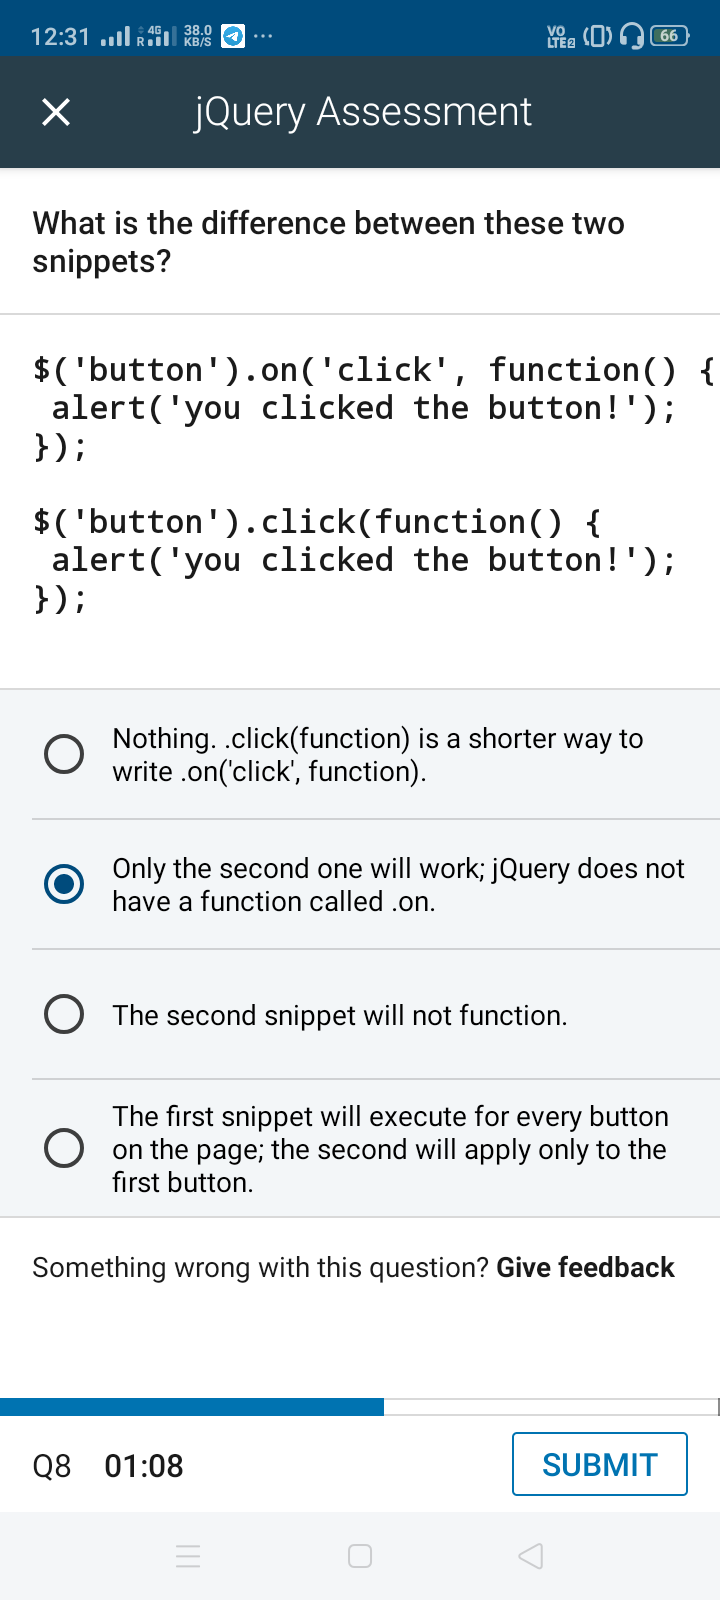 12:31 R 4G 38.0 KB/S ... VO LTE2 66
jQuery Assessment
What is the difference between these two
snippets?
$('button').on('click', function() {
alert('you clicked the button!');
});
$('button').click(function() {
alert('you clicked the button!');
});
Nothing. .click(function) is a shorter way to
write .on('click', function).
Only the second one will work; jQuery does not
have a function called .on.
The second snippet will not function.
The first snippet will execute for every button
on the page; the second will apply only to the
first button.
Something wrong with this question? Give feedback
Q8 01:08 SUBMIT